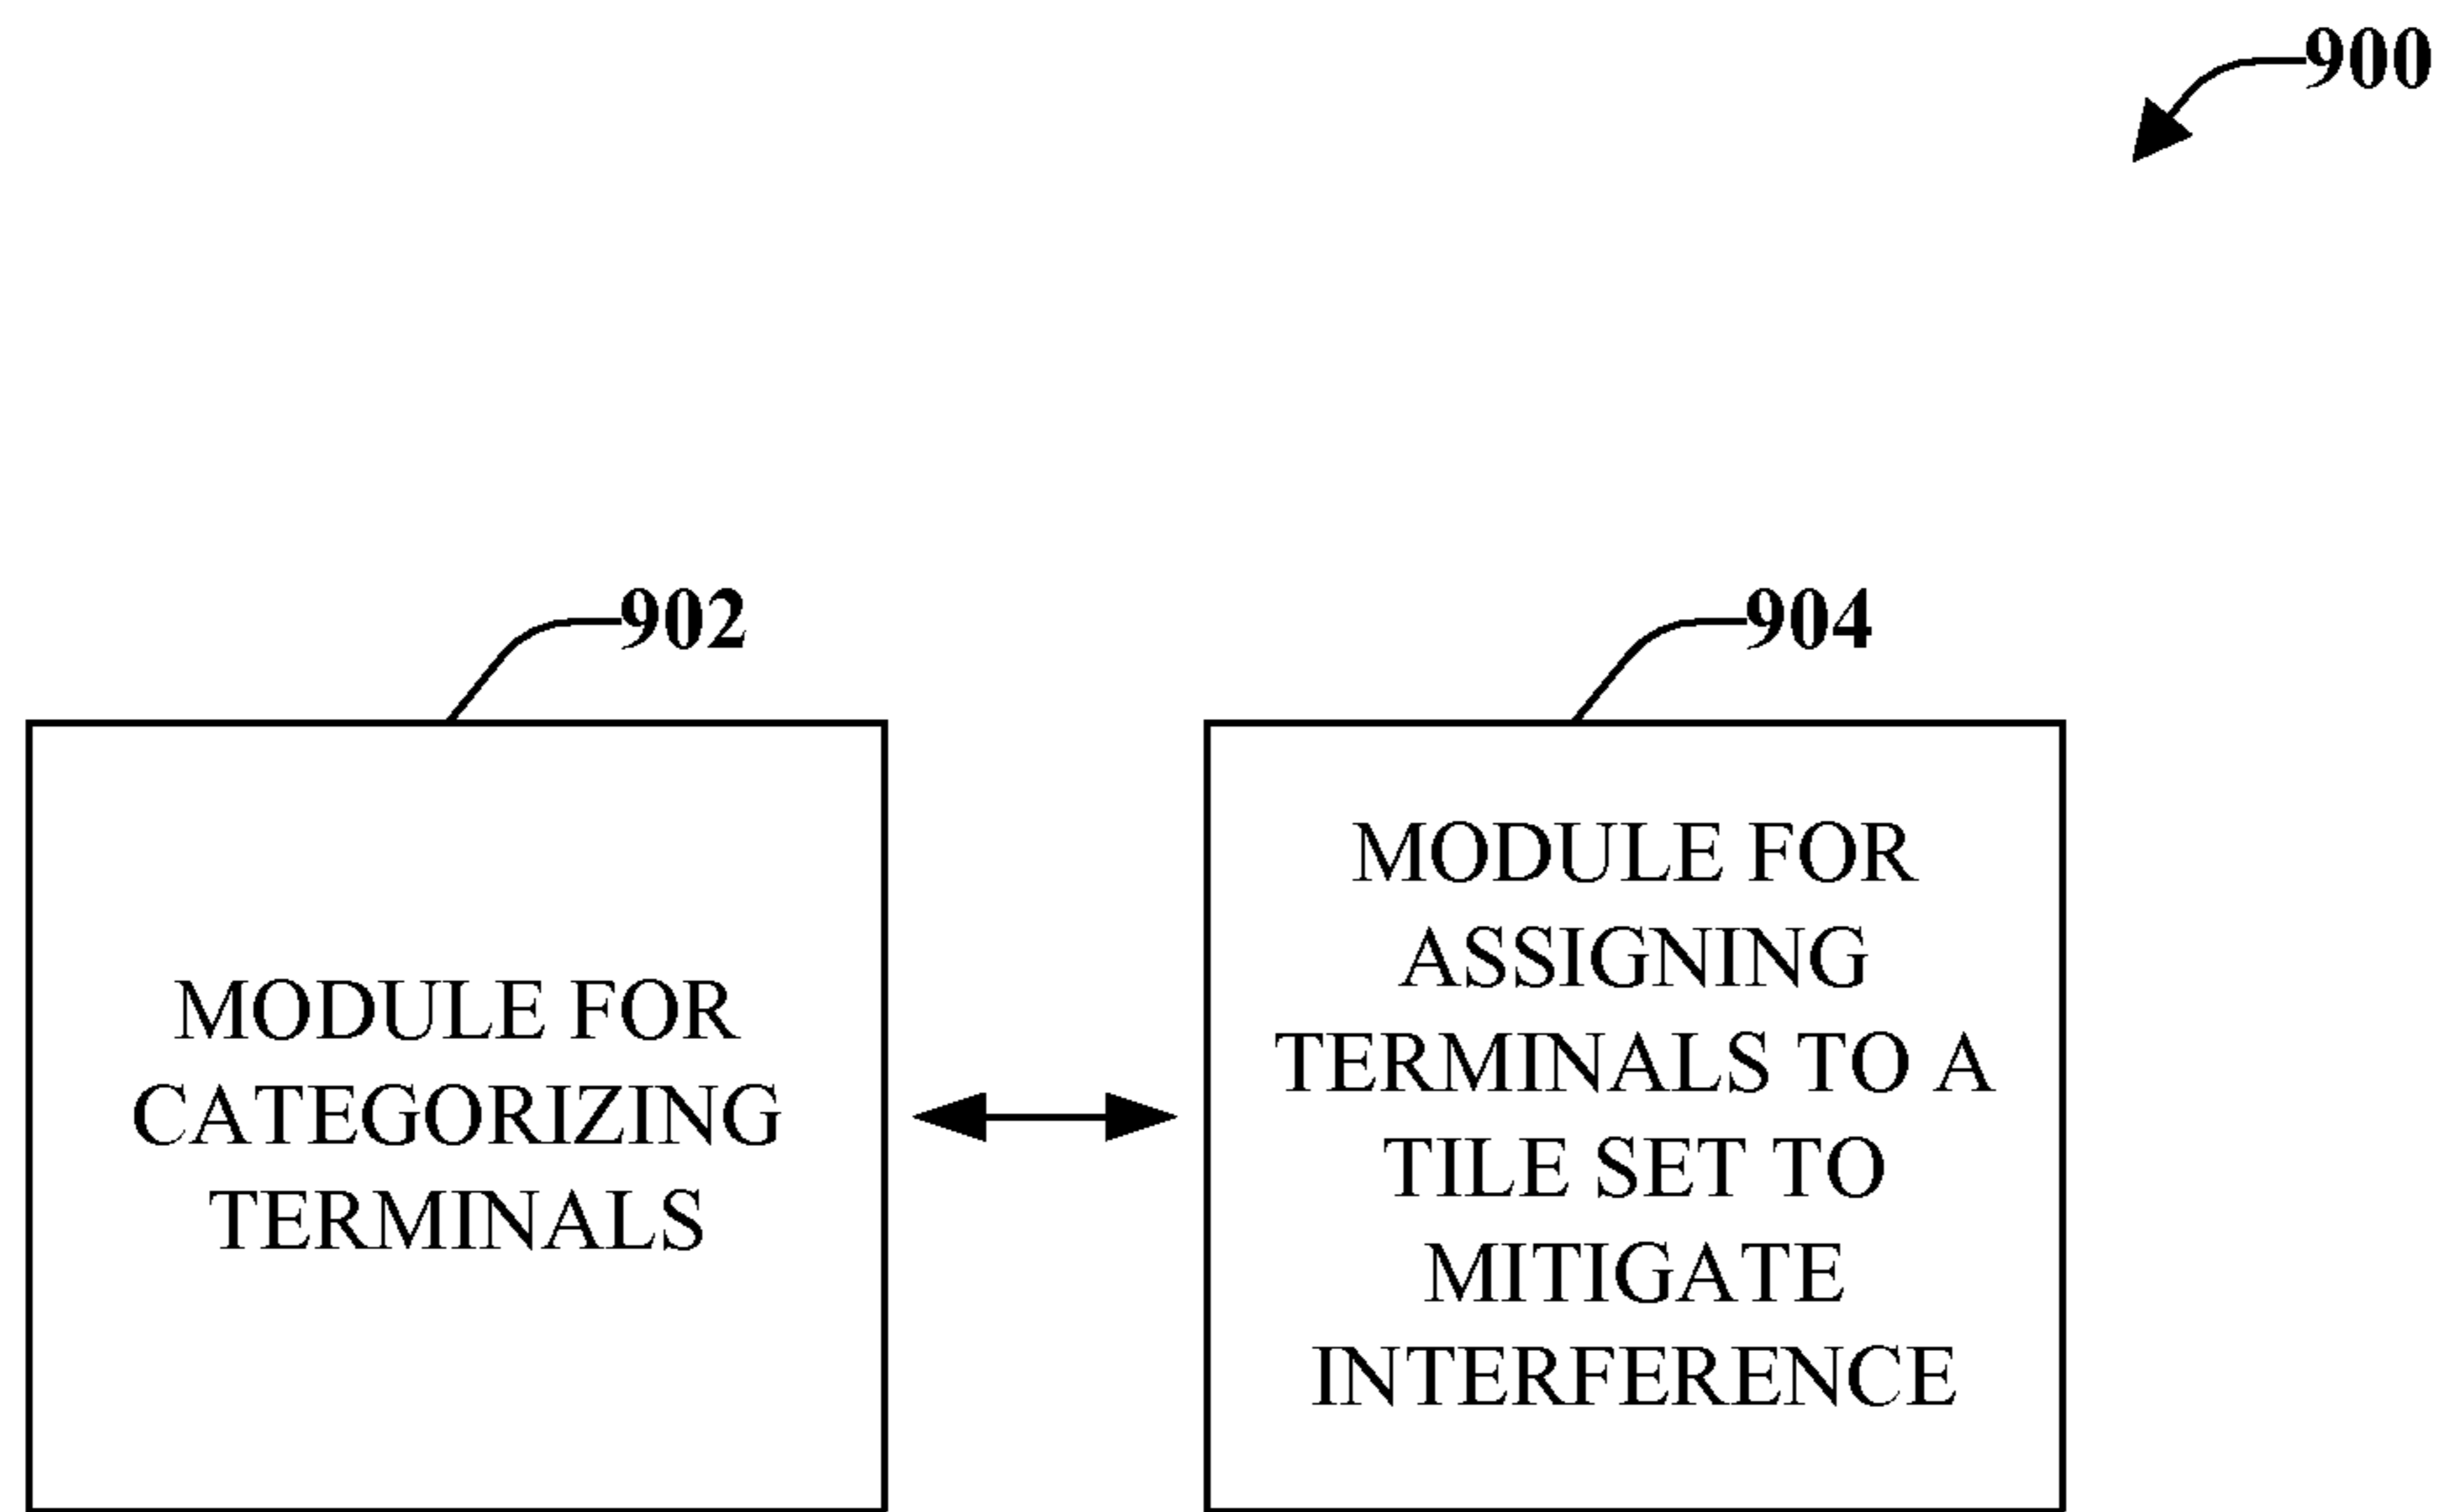 900
902
904
MODULE FOR
CATEGORIZING
TERMINALS
MODULE FOR
ASSIGNING
TERMINALS TO A
TILE SET TO
MITIGATE
INTERFERENCE